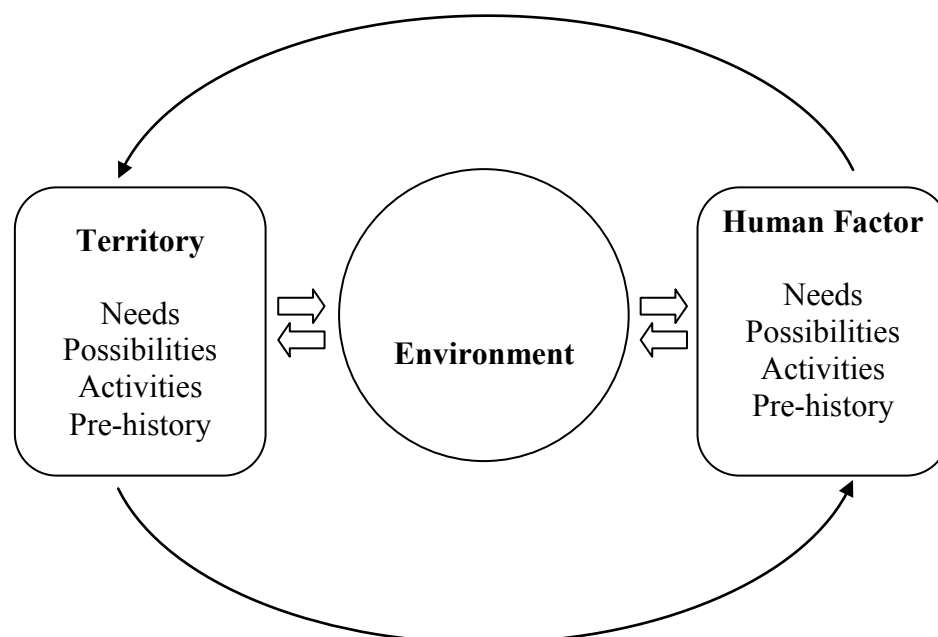 Territory
Needs
Possibilities
Activities
Pre-history
Environment
Human Factor
Needs
Possibilities
Activities
Pre-history